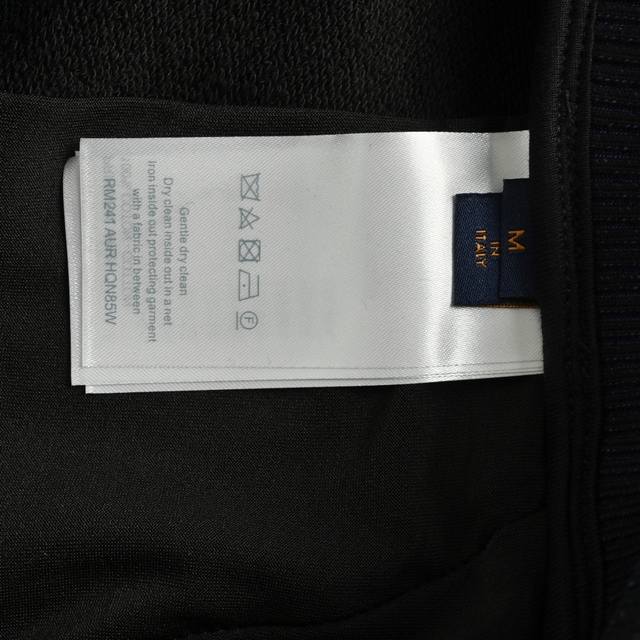 Gentle dry clean
Dry clean inside out in a net
Iron inside out protecting garment
with a fabric in between
RM241 AUR HQN85W
F
M
IN
ITALY